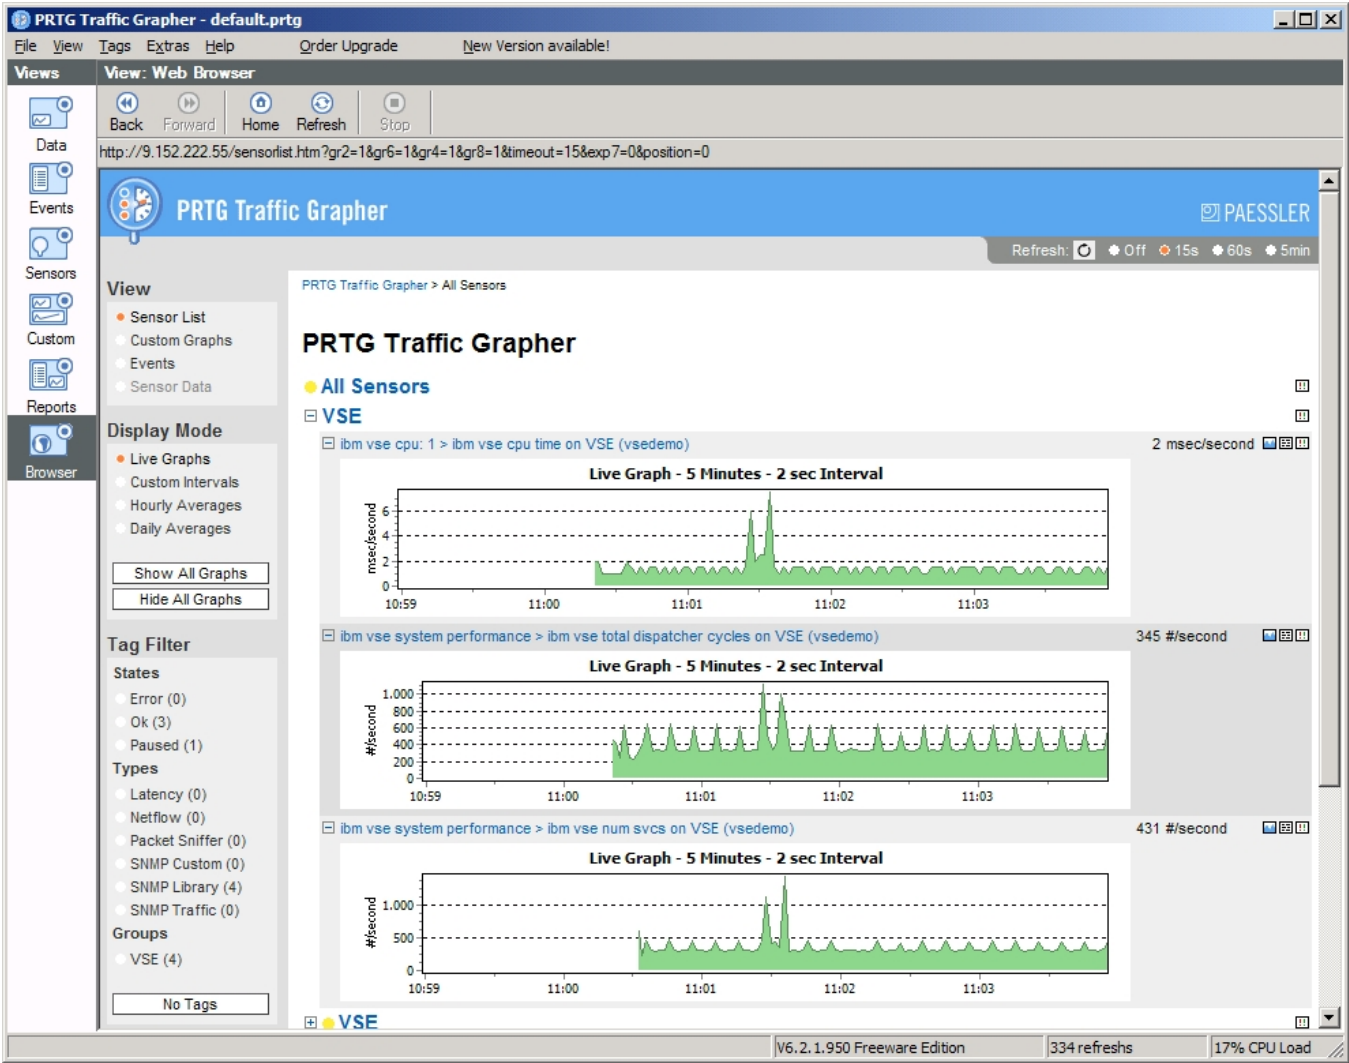 PRTG Traffic Grapher - default.prtg
File View Tags Extras Help Order Upgrade New Version available!
Views
View: Web Browser
Back Forward Home Refresh Stop
http://9.152.222.55/sensorlist.htm?gr2=1&gr6=1&gr4=1&gr8=1&timeout=15&exp7=0&position=0
Data
Events
Sensors
Custom
Reports
Browser
PRTG Traffic Grapher
PAESSLER
Refresh: Off 15s 60s 5min
View
Sensor List
Custom Graphs
Events
Sensor Data
Display Mode
Live Graphs
Custom Intervals
Hourly Averages
Daily Averages
Show All Graphs
Hide All Graphs
Tag Filter
States
Error (0)
Ok (3)
Paused (1)
Types
Latency (0)
Netflow (0)
Packet Sniffer (0)
SNMP Custom (0)
SNMP Library (4)
SNMP Traffic (0)
Groups
VSE (4)
No Tags
PRTG Traffic Grapher > All Sensors
PRTG Traffic Grapher
All Sensors
VSE
ibm vse cpu: 1 > ibm vse cpu time on VSE (vsedemo) 2 msec/second
Live Graph - 5 Minutes - 2 sec Interval
msec/second
6
4
2
0
10:59 11:00 11:01 11:02 11:03
ibm vse system performance > ibm vse total dispatcher cycles on VSE (vsedemo) 345 #/second
Live Graph - 5 Minutes - 2 sec Interval
#/second
1.000
800
600
400
200
0
10:59 11:00 11:01 11:02 11:03
ibm vse system performance > ibm vse num svcs on VSE (vsedemo) 431 #/second
Live Graph - 5 Minutes - 2 sec Interval
#/second
1.000
500
0
10:59 11:00 11:01 11:02 11:03
VSE
V6.2.1.950 Freeware Edition 334 refreshs 17% CPU Load